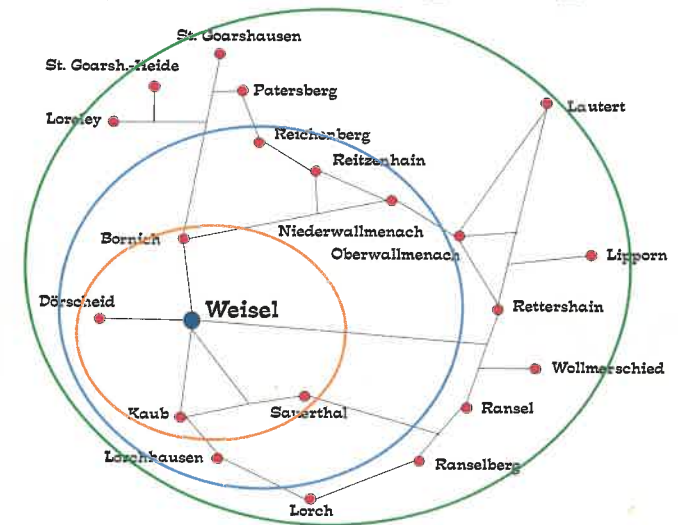 St. Goarshausen
St. Goarsh.-Heide
Patersberg
Lautert
Loreley
Reichenberg
Reitzenhain
Bornich
Niederwallmenach
Oberwallmenach
Lipporn
Dörscheid
Weisel
Rettershain
Wollmerschied
Kaub
Sauerthal
Ransel
Lorchhausen
Ranselberg
Lorch